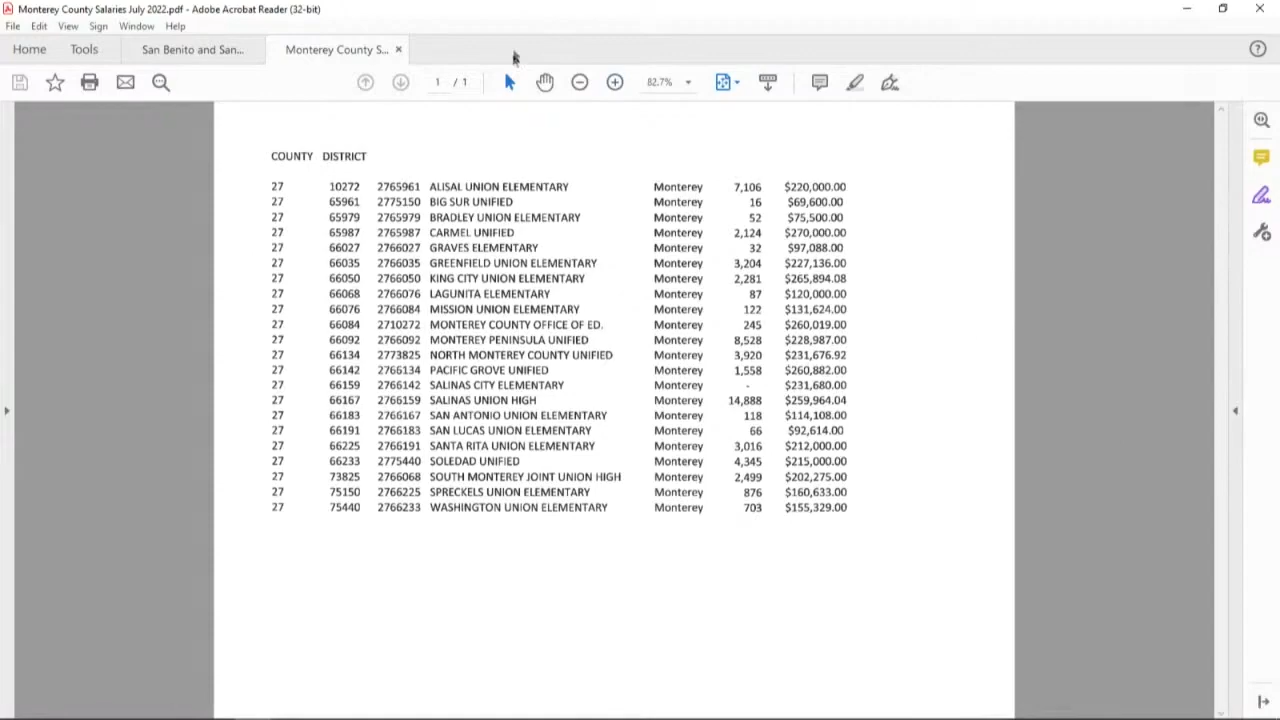 Monterey County Salaries July 2022.pdf - Adobe Acrobat Reader (32-bit)
File Edit View Sign Window Help
Home Tools San Benito and San... Monterey County S... ×
1 / 1 82.7%
COUNTY DISTRICT
27 10272 2765961 ALISAL UNION ELEMENTARY Monterey 7,106 $220,000.00
27 65961 2775150 BIG SUR UNIFIED Monterey 16 $69,600.00
27 65979 2765979 BRADLEY UNION ELEMENTARY Monterey 52 $75,500.00
27 65987 2765987 CARMEL UNIFIED Monterey 2,124 $270,000.00
27 66027 2766027 GRAVES ELEMENTARY Monterey 32 $97,088.00
27 66035 2766035 GREENFIELD UNION ELEMENTARY Monterey 3,204 $227,136.00
27 66050 2766050 KING CITY UNION ELEMENTARY Monterey 2,281 $265,894.08
27 66068 2766076 LAGUNITA ELEMENTARY Monterey 87 $120,000.00
27 66076 2766084 MISSION UNION ELEMENTARY Monterey 122 $131,624.00
27 66084 2710272 MONTEREY COUNTY OFFICE OF ED. Monterey 245 $260,019.00
27 66092 2766092 MONTEREY PENINSULA UNIFIED Monterey 8,528 $228,987.00
27 66134 2773825 NORTH MONTEREY COUNTY UNIFIED Monterey 3,920 $231,676.92
27 66142 2766134 PACIFIC GROVE UNIFIED Monterey 1,558 $260,882.00
27 66159 2766142 SALINAS CITY ELEMENTARY Monterey - $231,680.00
27 66167 2766159 SALINAS UNION HIGH Monterey 14,888 $259,964.04
27 66183 2766167 SAN ANTONIO UNION ELEMENTARY Monterey 118 $114,108.00
27 66191 2766183 SAN LUCAS UNION ELEMENTARY Monterey 66 $92,614.00
27 66225 2766191 SANTA RITA UNION ELEMENTARY Monterey 3,016 $212,000.00
27 66233 2775440 SOLEDAD UNIFIED Monterey 4,345 $215,000.00
27 73825 2766068 SOUTH MONTEREY JOINT UNION HIGH Monterey 2,499 $202,275.00
27 75150 2766225 SPRECKELS UNION ELEMENTARY Monterey 876 $160,633.00
27 75440 2766233 WASHINGTON UNION ELEMENTARY Monterey 703 $155,329.00